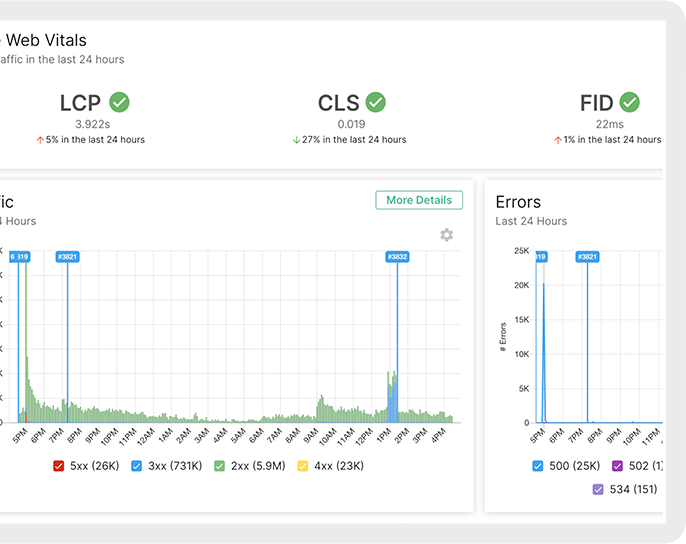 Web Vitals
affic in the last 24 hours
LCP
3.922s
5% in the last 24 hours
CLS
0.019
27% in the last 24 hours
FID
22ms
1% in the last 24 hours
ic
4 Hours
More Details
6 319 #3821 #3832
K
K
K
K
K
K
K
0
5PM 6PM 7PM 8PM 9PM 10PM 11PM 12AM 1AM 2AM 3AM 4AM 5AM 6AM 7AM 8AM 9AM 10AM 11AM 12PM 1PM 2PM 3PM 4PM
5xx (26K) 3xx (731K) 2xx (5.9M) 4xx (23K)
Errors
Last 24 Hours
# Errors
319 #3821
25K
20K
15K
10K
5K
0
5PM 6PM 7PM 8PM 9PM 10PM 11PM
500 (25K) 502 (1
534 (151)